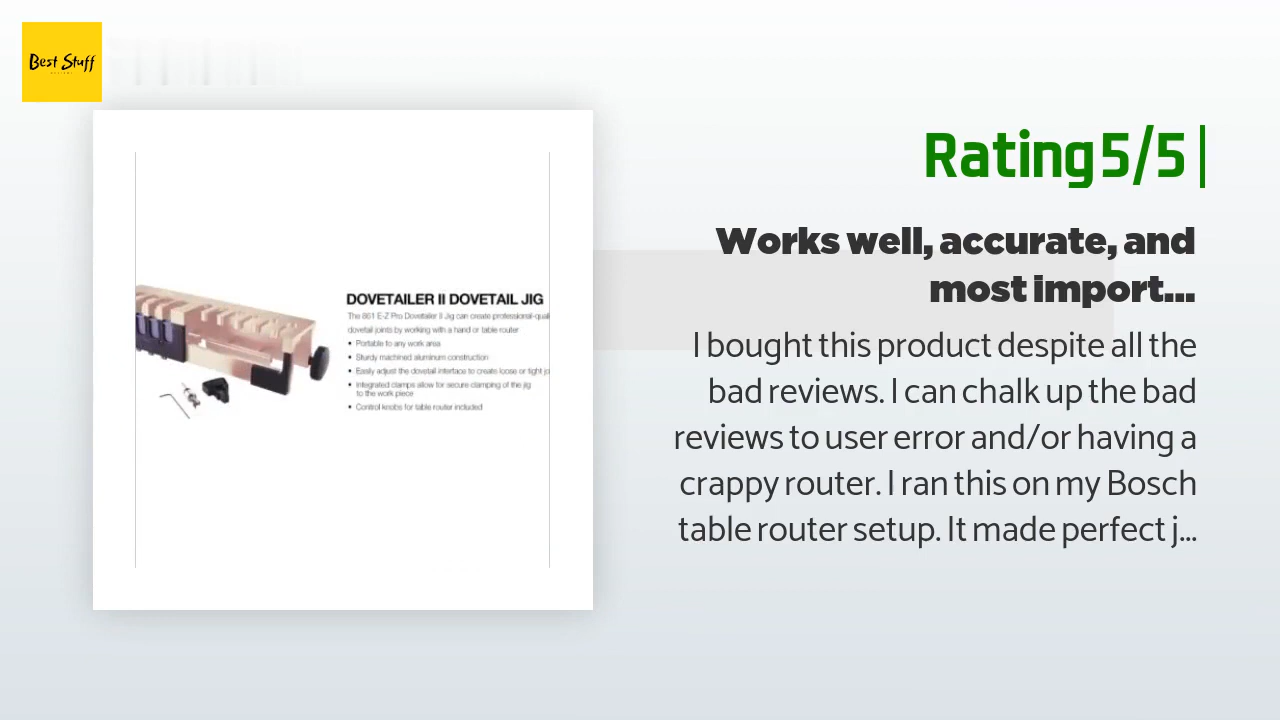 Best Stuff
Rating 5/5
Works well, accurate, and
most import...
I bought this product despite all the
bad reviews. I can chalk up the bad
reviews to user error and/or having a
crappy router. I ran this on my Bosch
table router setup. It made perfect j...
DOVETAILER II DOVETAIL JIG
The 861 E-Z Pro Dovetailer II Jig can create professional-quali
dovetail joints by working with a hand or table router
• Portable to any work area
• Sturdy machined aluminum construction
• Easily adjust the dovetail interface to create loose or tight jo
• Integrated clamps allow for secure clamping of the jig
to the work piece
• Control knobs for table router included